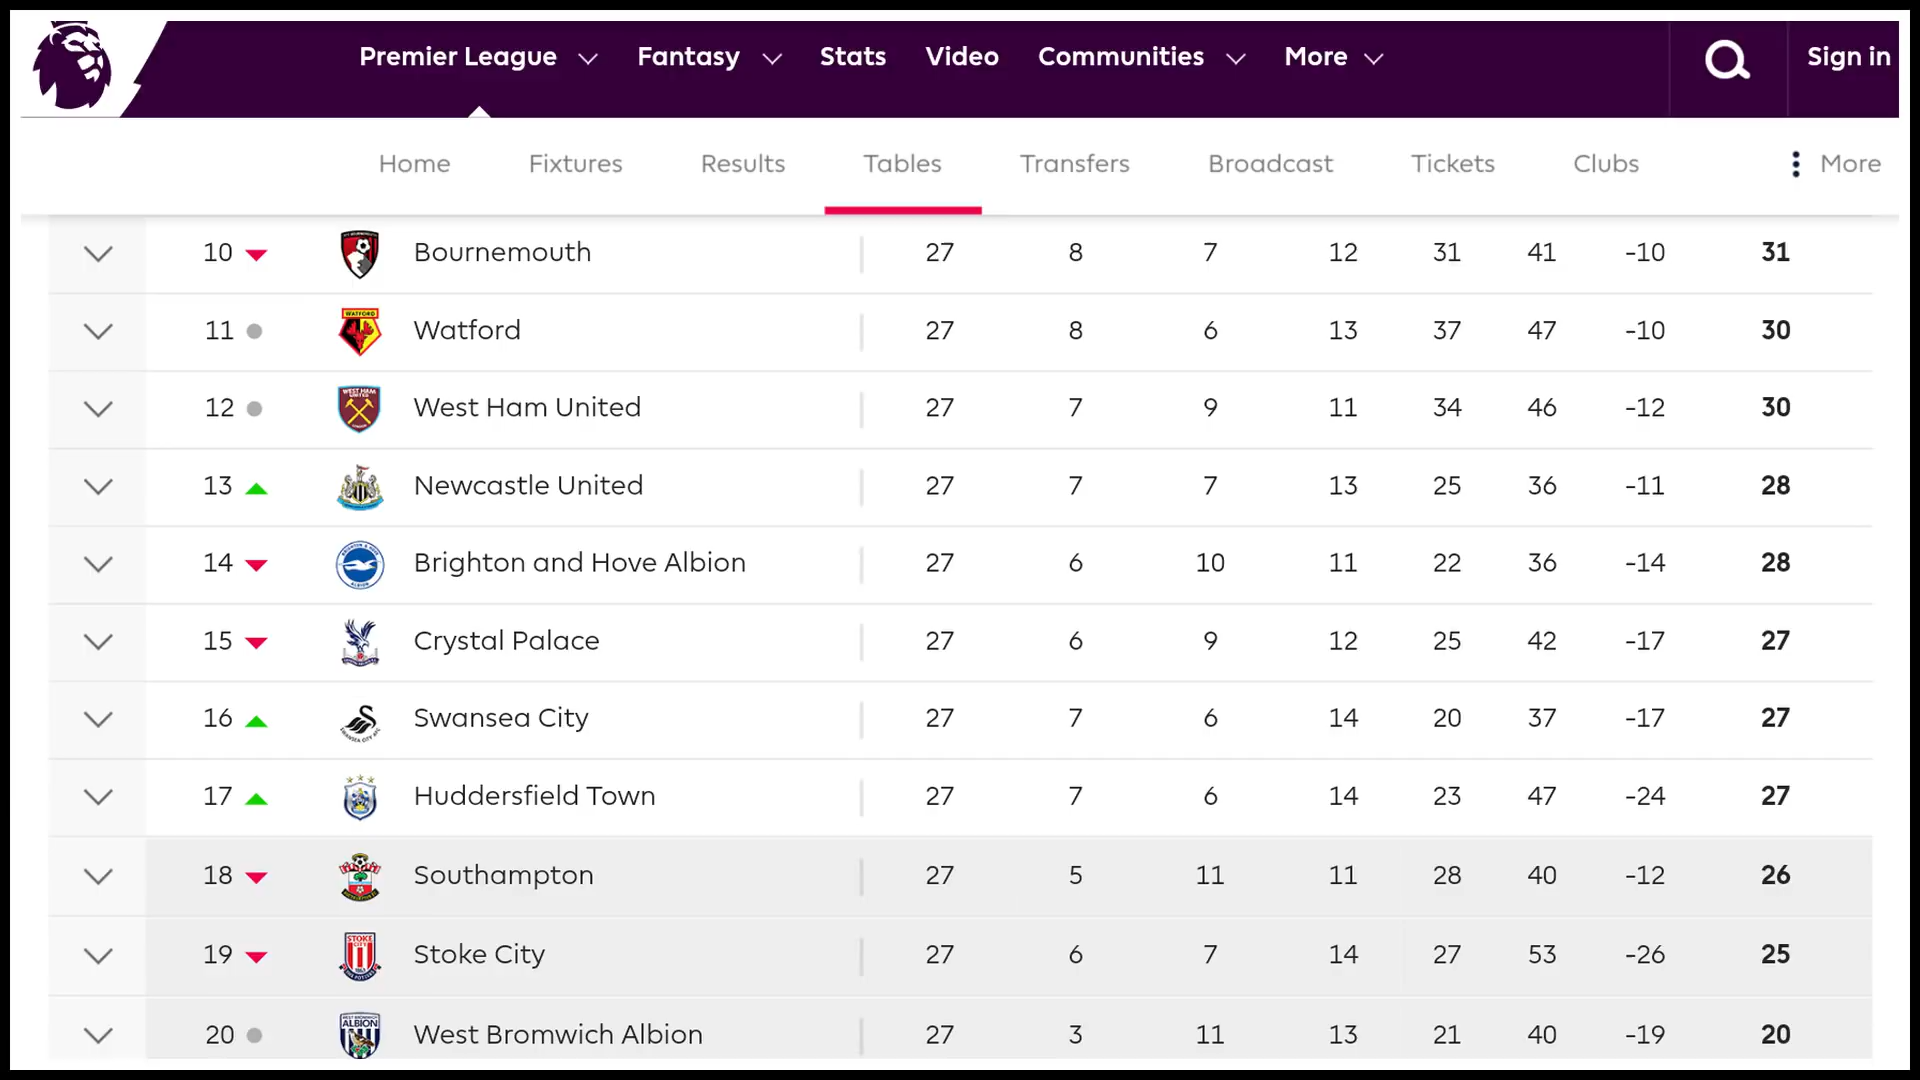 Premier League Fantasy Stats Video Communities More Sign in
Home Fixtures Results Tables Transfers Broadcast Tickets Clubs More
10 Bournemouth 27 8 7 12 31 41 -10 31
11 Watford 27 8 6 13 37 47 -10 30
12 West Ham United 27 7 9 11 34 46 -12 30
13 Newcastle United 27 7 7 13 25 36 -11 28
14 Brighton and Hove Albion 27 6 10 11 22 36 -14 28
15 Crystal Palace 27 6 9 12 25 42 -17 27
16 Swansea City 27 7 6 14 20 37 -17 27
17 Huddersfield Town 27 7 6 14 23 47 -24 27
18 Southampton 27 5 11 11 28 40 -12 26
19 Stoke City 27 6 7 14 27 53 -26 25
20 West Bromwich Albion 27 3 11 13 21 40 -19 20